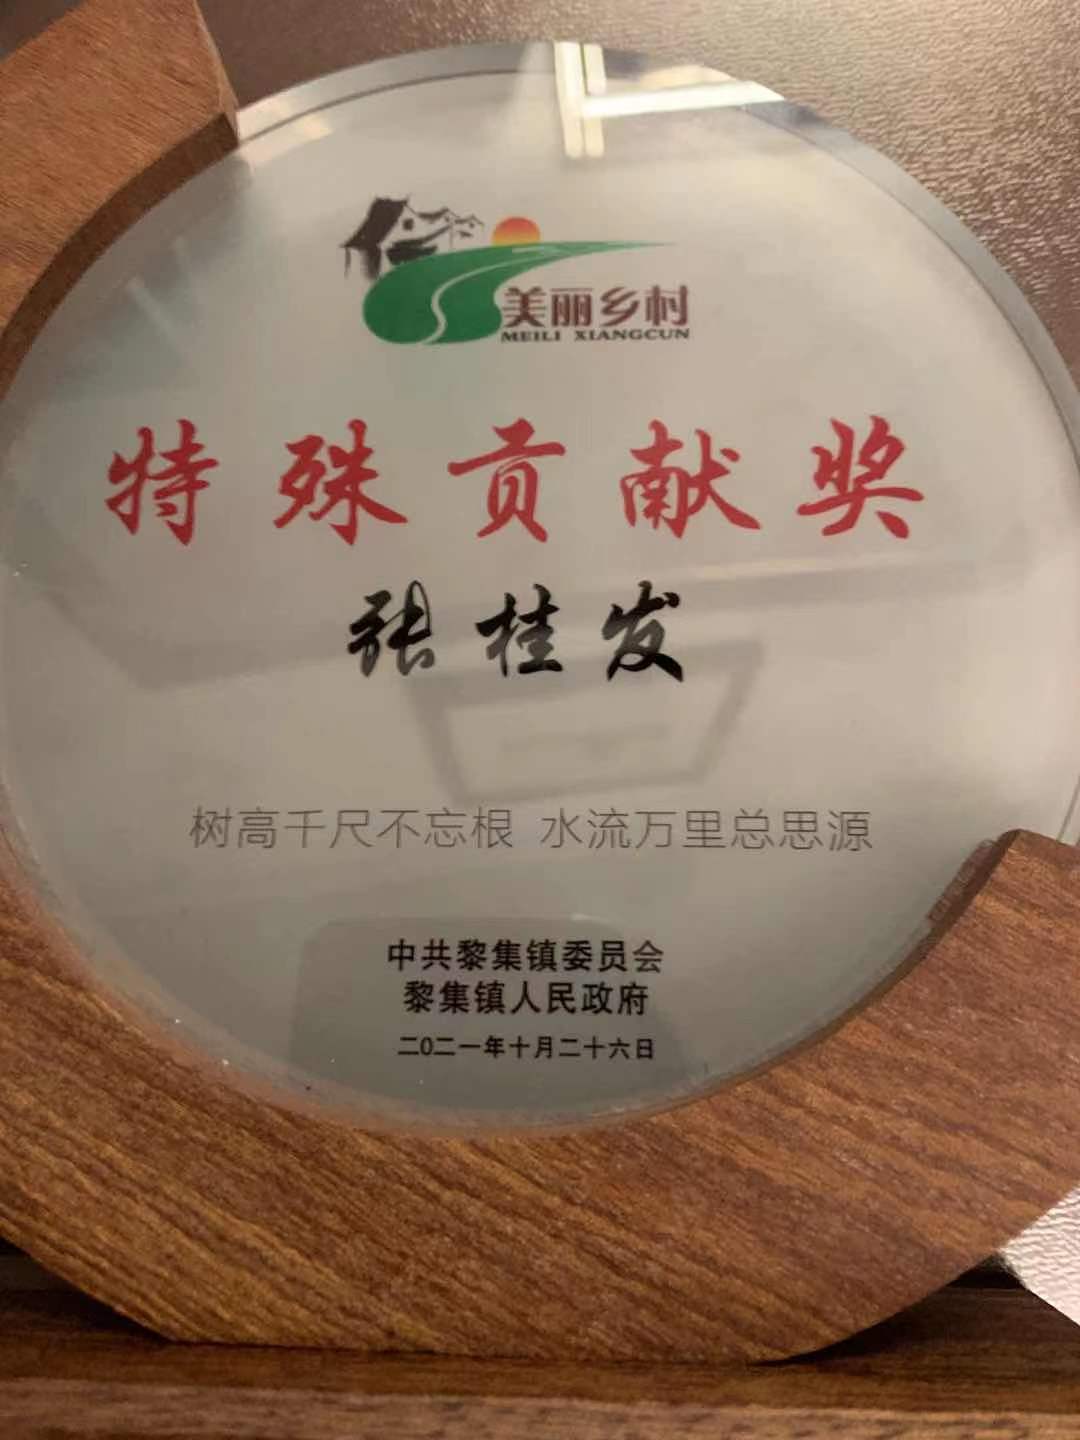 美丽乡村
MEILI XIANGCUN
特殊贡献奖
张桂发
树高千尺不忘根 水流万里总思源
中共黎集镇委员会
黎集镇人民政府
二〇二一年十月二十六日